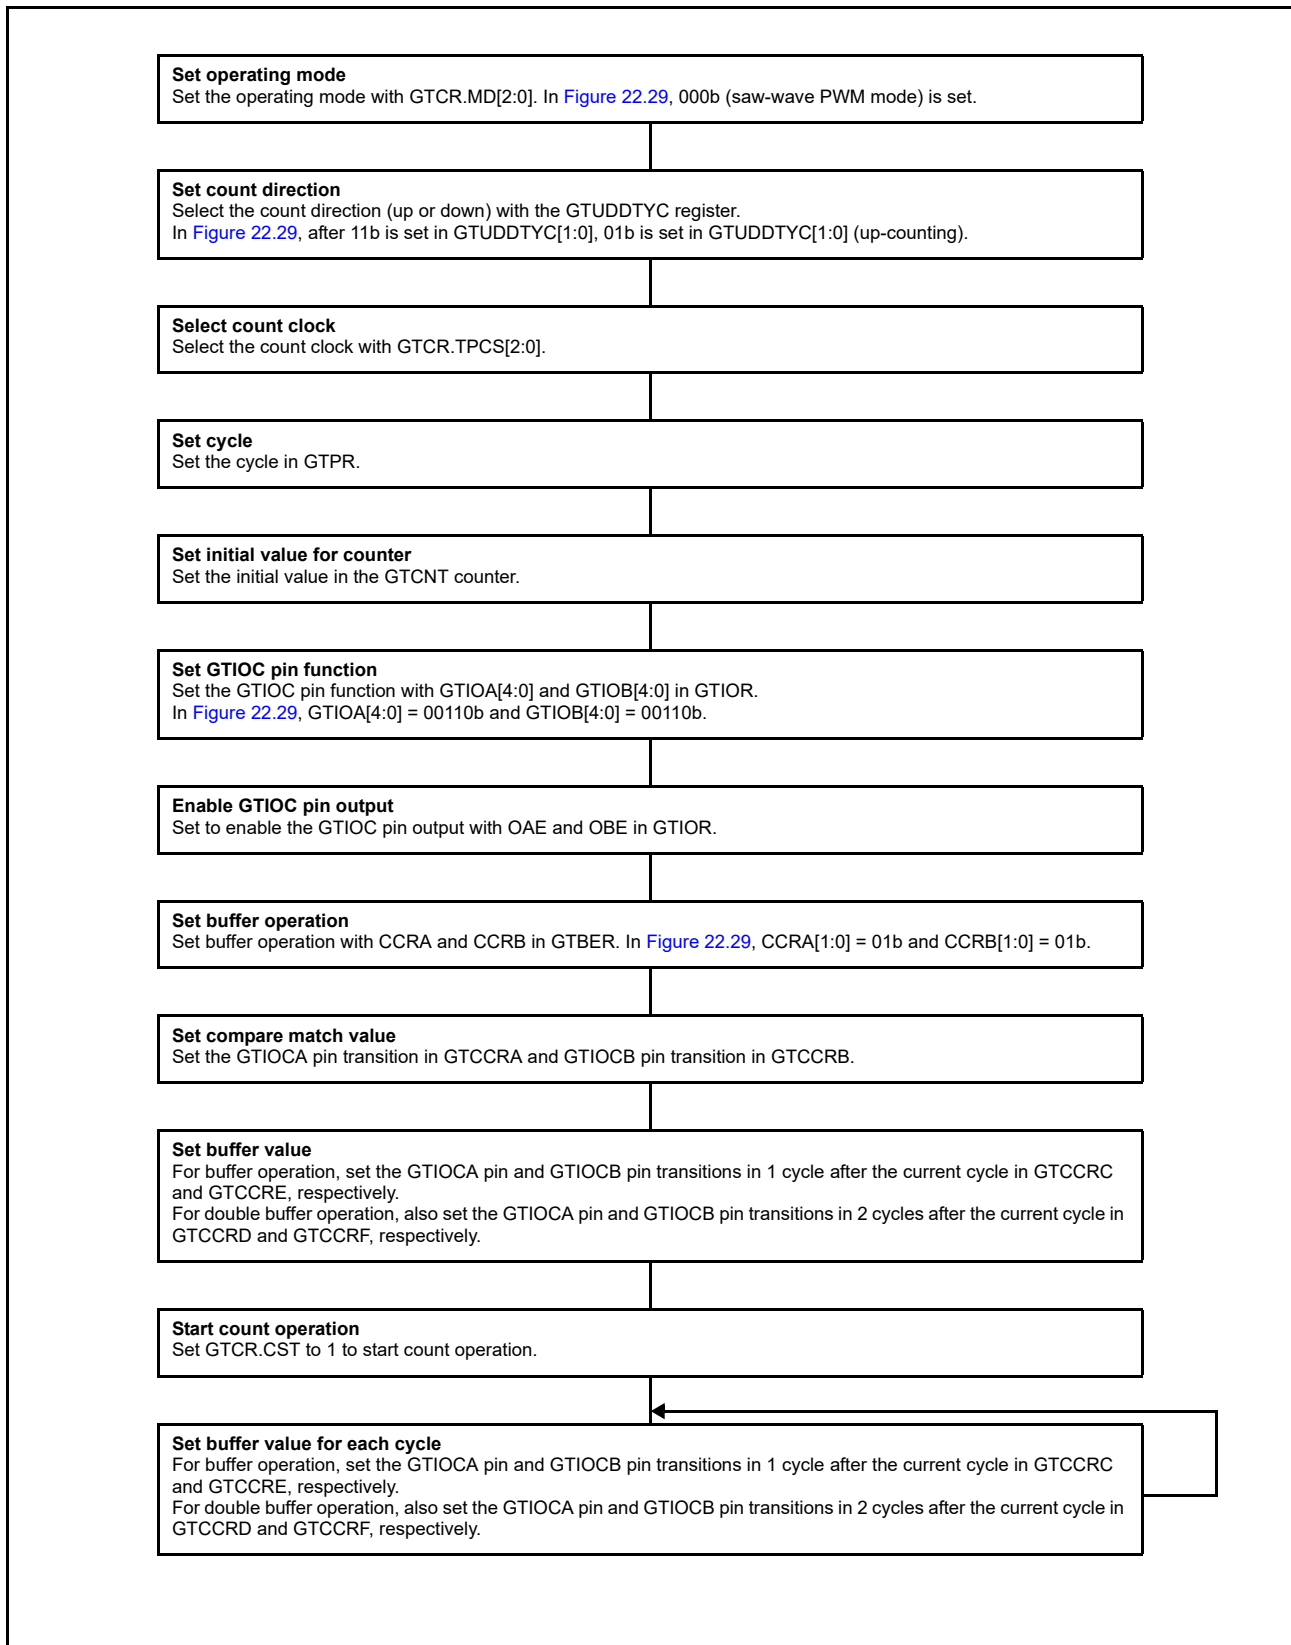 Set operating mode
Set the operating mode with GTCR.MD[2:0]. In Figure 22.29, 000b (saw-wave PWM mode) is set.
Set count direction
Select the count direction (up or down) with the GTUDDTYC register.
In Figure 22.29, after 11b is set in GTUDDTYC[1:0], 01b is set in GTUDDTYC[1:0] (up-counting).
Select count clock
Select the count clock with GTCR.TPCS[2:0].
Set cycle
Set the cycle in GTPR.
Set initial value for counter
Set the initial value in the GTCNT counter.
Set GTIOC pin function
Set the GTIOC pin function with GTIOA[4:0] and GTIOB[4:0] in GTIOR.
In Figure 22.29, GTIOA[4:0] = 00110b and GTIOB[4:0] = 00110b.
Enable GTIOC pin output
Set to enable the GTIOC pin output with OAE and OBE in GTIOR.
Set buffer operation
Set buffer operation with CCRA and CCRB in GTBER. In Figure 22.29, CCRA[1:0] = 01b and CCRB[1:0] = 01b.
Set compare match value
Set the GTIOCA pin transition in GTCCRA and GTIOCB pin transition in GTCCRB.
Set buffer value
For buffer operation, set the GTIOCA pin and GTIOCB pin transitions in 1 cycle after the current cycle in GTCCRC
and GTCCRE, respectively.
For double buffer operation, also set the GTIOCA pin and GTIOCB pin transitions in 2 cycles after the current cycle in
GTCCRD and GTCCRF, respectively.
Start count operation
Set GTCR.CST to 1 to start count operation.
Set buffer value for each cycle
For buffer operation, set the GTIOCA pin and GTIOCB pin transitions in 1 cycle after the current cycle in GTCCRC
and GTCCRE, respectively.
For double buffer operation, also set the GTIOCA pin and GTIOCB pin transitions in 2 cycles after the current cycle in
GTCCRD and GTCCRF, respectively.